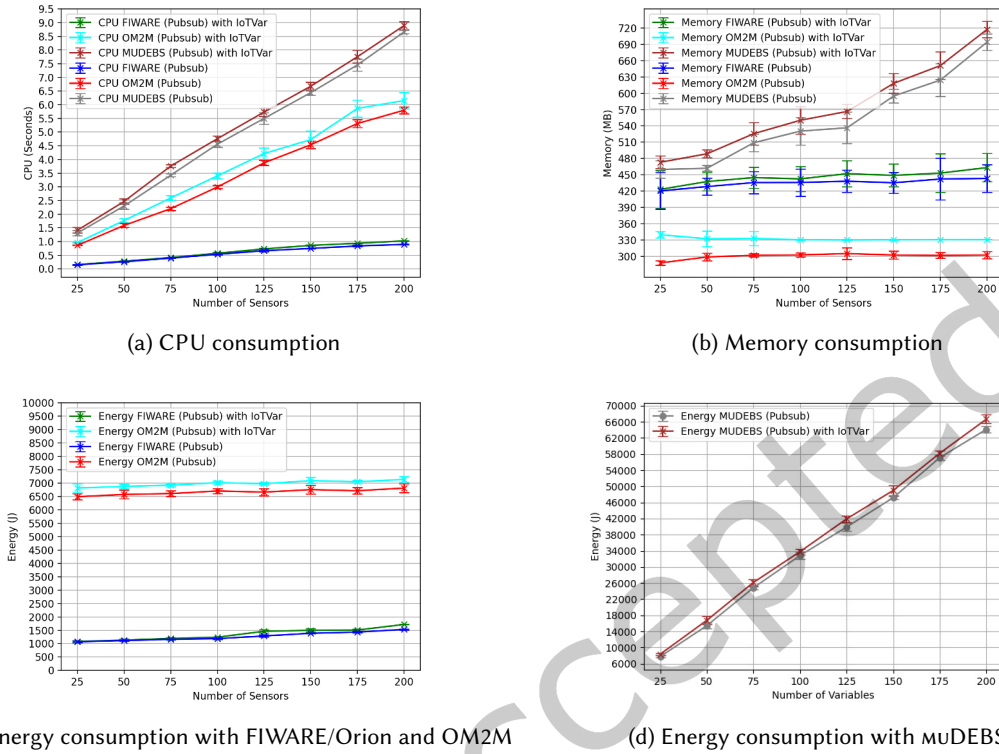 CPU FIWARE (Pubsub) with IoTVar
CPU OM2M (Pubsub) with IoTVar
CPU MUDEBS (Pubsub) with IoTVar
CPU FIWARE (Pubsub)
CPU OM2M (Pubsub)
CPU MUDEBS (Pubsub)
9.5
9.0
8.5
8.0
7.5
7.0
6.5
6.0
5.5
5.0
4.5
4.0
3.5
3.0
2.5
2.0
1.5
1.0
0.5
0.0
CPU (Seconds)
25 50 75 100 125 150 175 200
Number of Sensors
(a) CPU consumption
Memory FIWARE (Pubsub) with IoTVar
Memory OM2M (Pubsub) with IoTVar
Memory MUDEBS (Pubsub) with IoTVar
Memory FIWARE (Pubsub)
Memory OM2M (Pubsub)
Memory MUDEBS (Pubsub)
720
690
660
630
600
570
540
510
480
450
420
390
360
330
300
Memory (MB)
25 50 75 100 125 150 175 200
Number of Sensors
(b) Memory consumption
Energy FIWARE (Pubsub) with IoTVar
Energy OM2M (Pubsub) with IoTVar
Energy FIWARE (Pubsub)
Energy OM2M (Pubsub)
10000
9500
9000
8500
8000
7500
7000
6500
6000
5500
5000
4500
4000
3500
3000
2500
2000
1500
1000
500
0
Energy (J)
25 50 75 100 125 150 175 200
Number of Sensors
nergy consumption with FIWARE/Orion and OM2M
Energy MUDEBS (Pubsub)
Energy MUDEBS (Pubsub) with IoTVar
70000
66000
62000
58000
54000
50000
46000
42000
38000
34000
30000
26000
22000
18000
14000
10000
6000
Energy (J)
25 50 75 100 125 150 175 200
Number of Variables
(d) Energy consumption with MUDEBS
ccepted